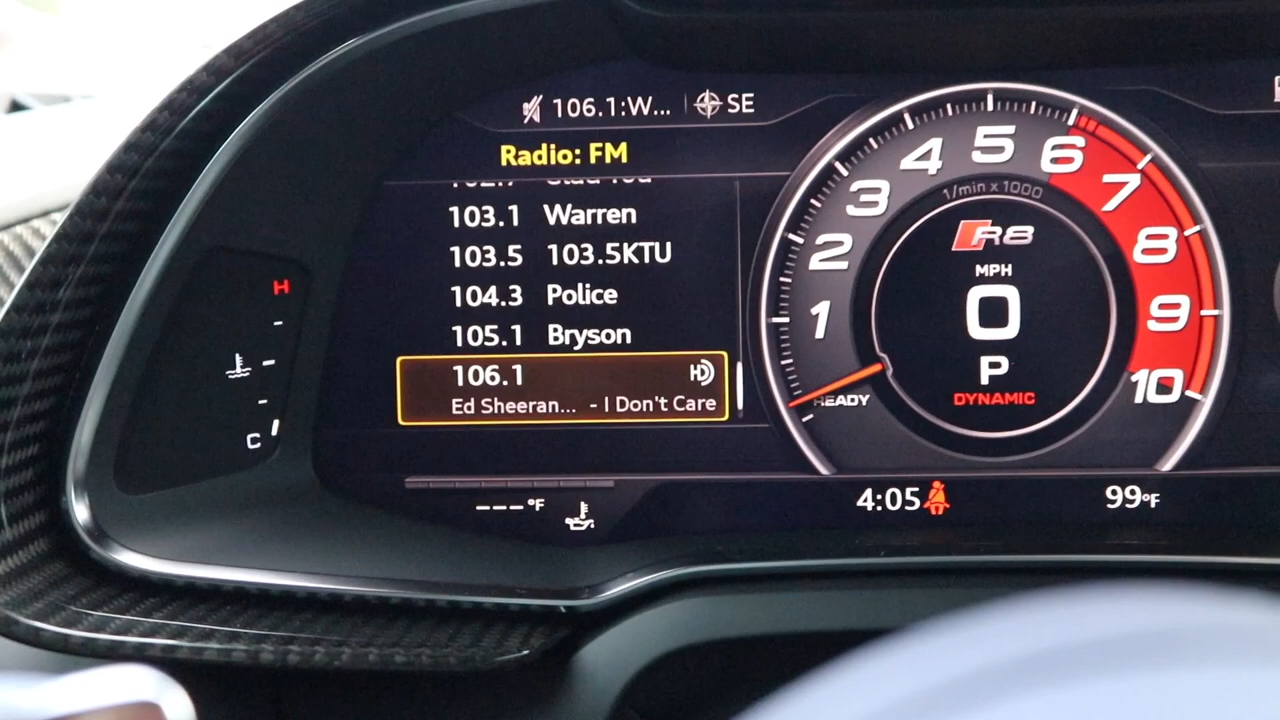 106.1:W... SE
Radio: FM
103.1 Warren
103.5 103.5KTU
104.3 Police
105.1 Bryson
106.1 HD
Ed Sheeran... - I Don't Care
H
C
---°F
1
2
3
4
5
6
7
8
9
10
1/min x 1000
R8
MPH
0
P
DYNAMIC
READY
4:05
99°F